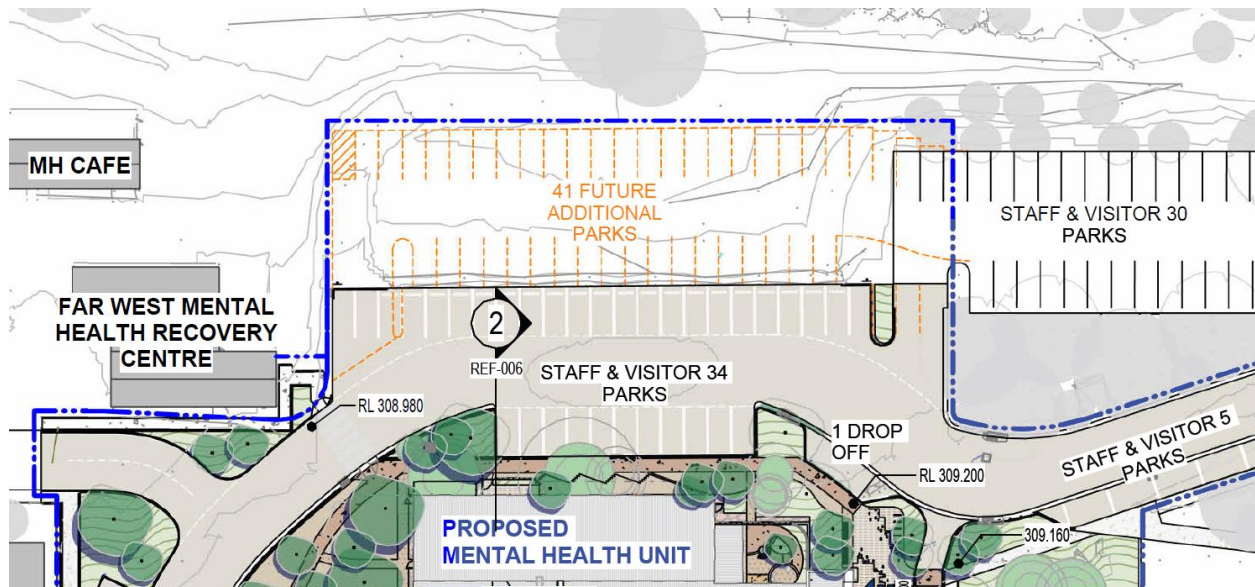 MH CAFE
41 FUTURE
ADDITIONAL
PARKS
STAFF & VISITOR 30
PARKS
FAR WEST MENTAL
HEALTH RECOVERY
CENTRE
2
REF-006
STAFF & VISITOR 34
PARKS
RL 308.980
1 DROP
OFF
STAFF & VISITOR 5
PARKS
RL 309.200
PROPOSED
MENTAL HEALTH UNIT
309.160